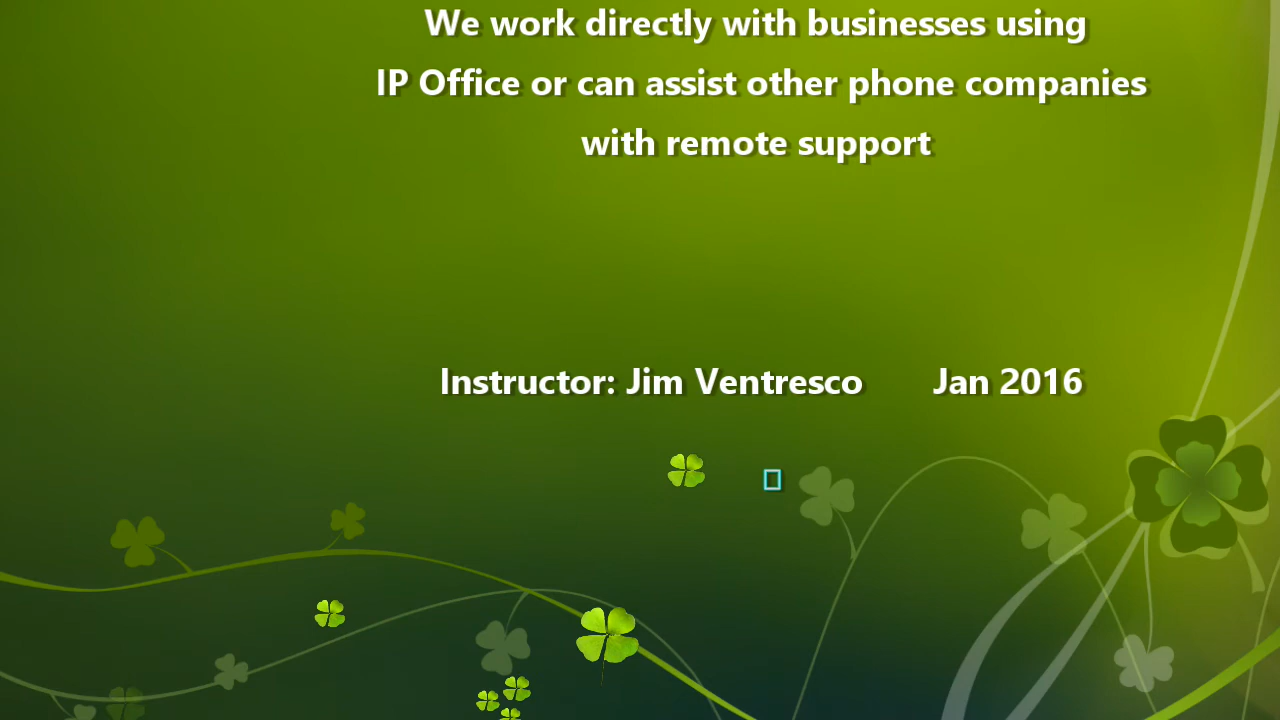 We work directly with businesses using
IP Office or can assist other phone companies
with remote support
Instructor: Jim Ventresco Jan 2016